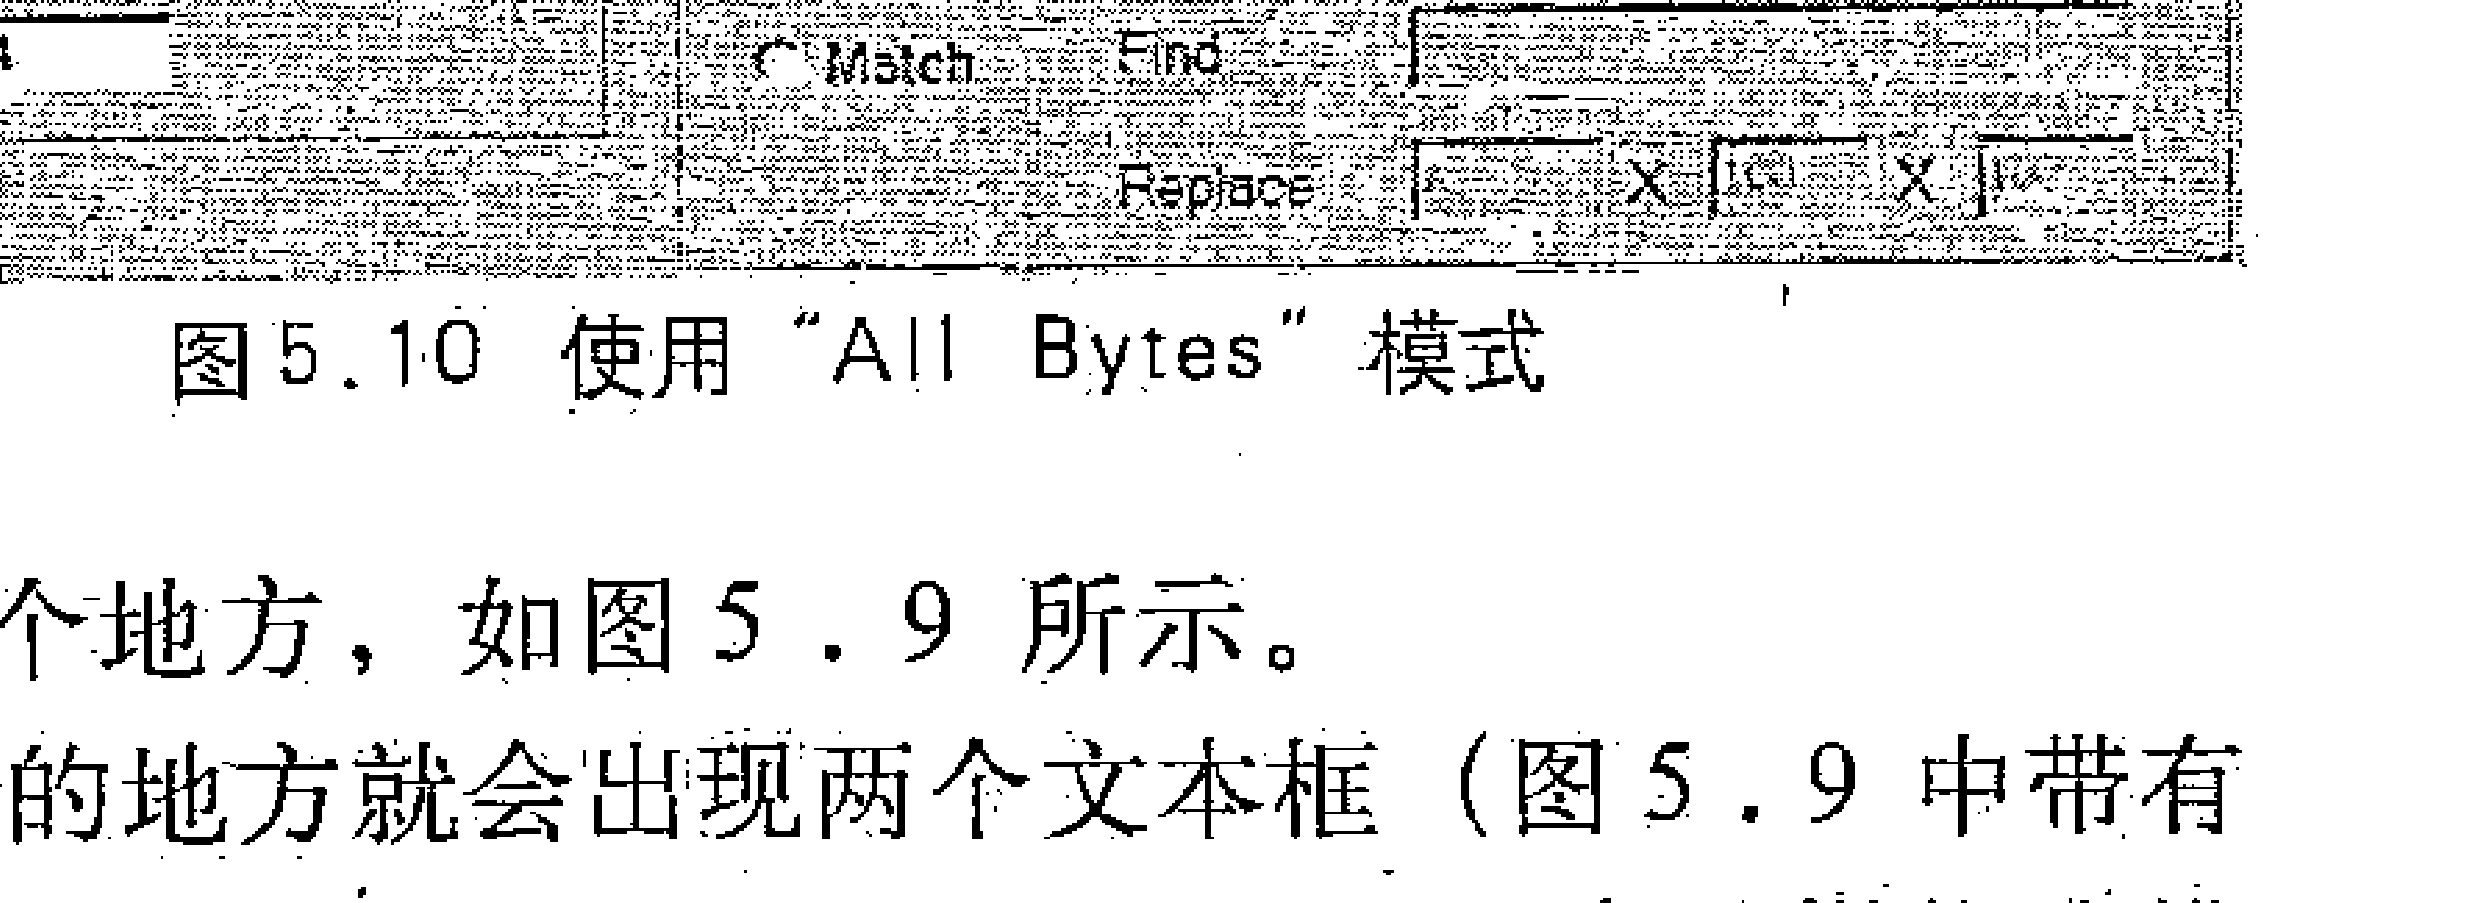 Match Find
Replace X X
图5.10 使用 “All Bytes” 模式
个地方，如图5.9 所示。
的地方就会出现两个文本框（图5.9 中带有